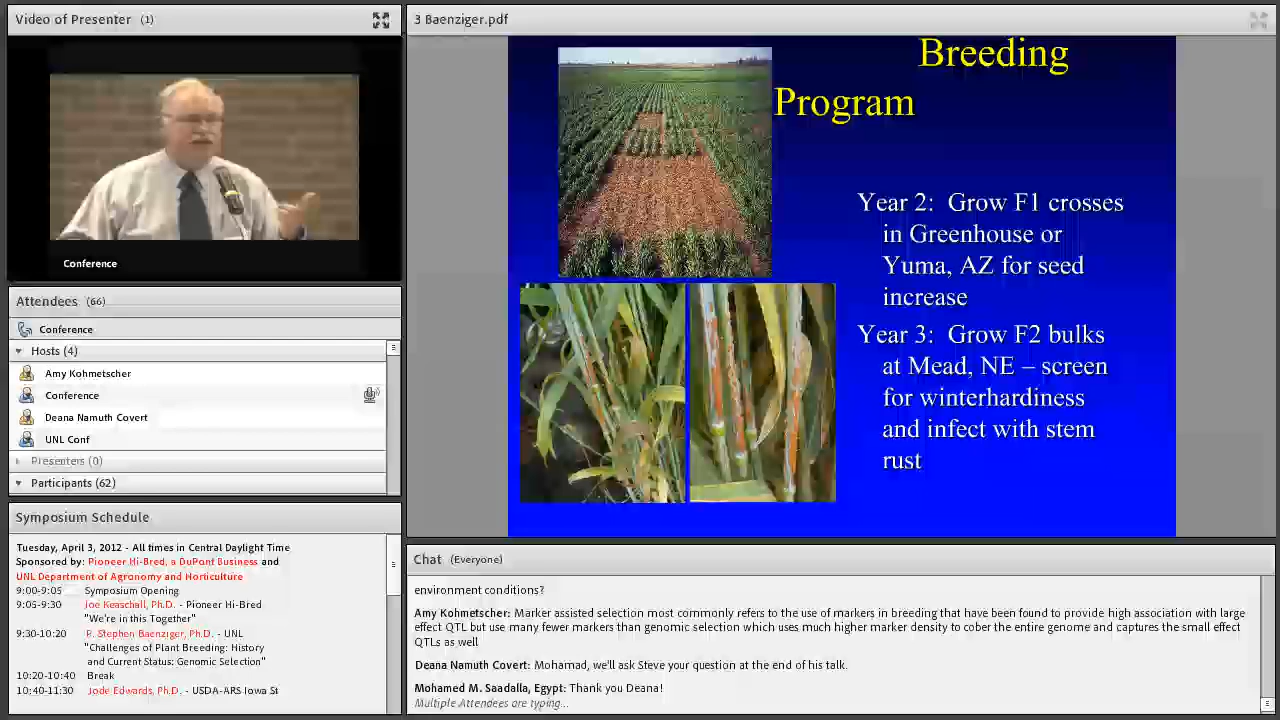 Video of Presenter (1)
Conference
Attendees (66)
Conference
Hosts (4)
Amy Kohmetscher
Conference
Deana Namuth Covert
UNL Conf
Presenters (0)
Participants (62)
Symposium Schedule
Tuesday, April 3, 2012 - All times in Central Daylight Time
Sponsored by: Pioneer Hi-Bred, a DuPont Business and
UNL Department of Agronomy and Horticulture
9:00-9:05 Symposium Opening
9:05-9:30 Joe Keaschall, Ph.D. - Pioneer Hi-Bred
"We're in this Together"
9:30-10:20 P. Stephen Baenziger, Ph.D. - UNL
"Challenges of Plant Breeding: History
and Current Status: Genomic Selection"
10:20-10:40 Break
10:40-11:30 Jode Edwards, Ph.D. - USDA-ARS Iowa St
3 Baenziger.pdf
Breeding
Program
Year 2: Grow F1 crosses
in Greenhouse or
Yuma, AZ for seed
increase
Year 3: Grow F2 bulks
at Mead, NE – screen
for winterhardiness
and infect with stem
rust
Chat (Everyone)
environment conditions?
Amy Kohmetscher: Marker assisted selection most commonly refers to the use of markers in breeding that have been found to provide high association with large
effect QTL but use many fewer markers than genomic selection which uses much higher marker density to cober the entire genome and captures the small effect
QTLs as well
Deana Namuth Covert: Mohamad, we'll ask Steve your question at the end of his talk.
Mohamed M. Saadalla, Egypt: Thank you Deana!
Multiple Attendees are typing...